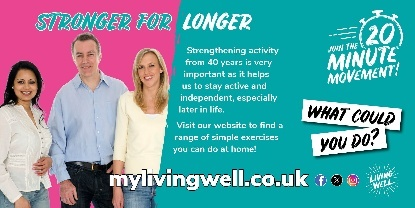 STRONGER FOR LONGER
Strengthening activity
from 40 years is very
important as it helps
us to stay active and
independent, especially
later in life.
Visit our website to find a
range of simple exercises
you can do at home!
JOIN THE 20
MINUTE
MOVEMENT!
WHAT COULD
YOU DO?
mylivingwell.co.uk
LIVING
WELL